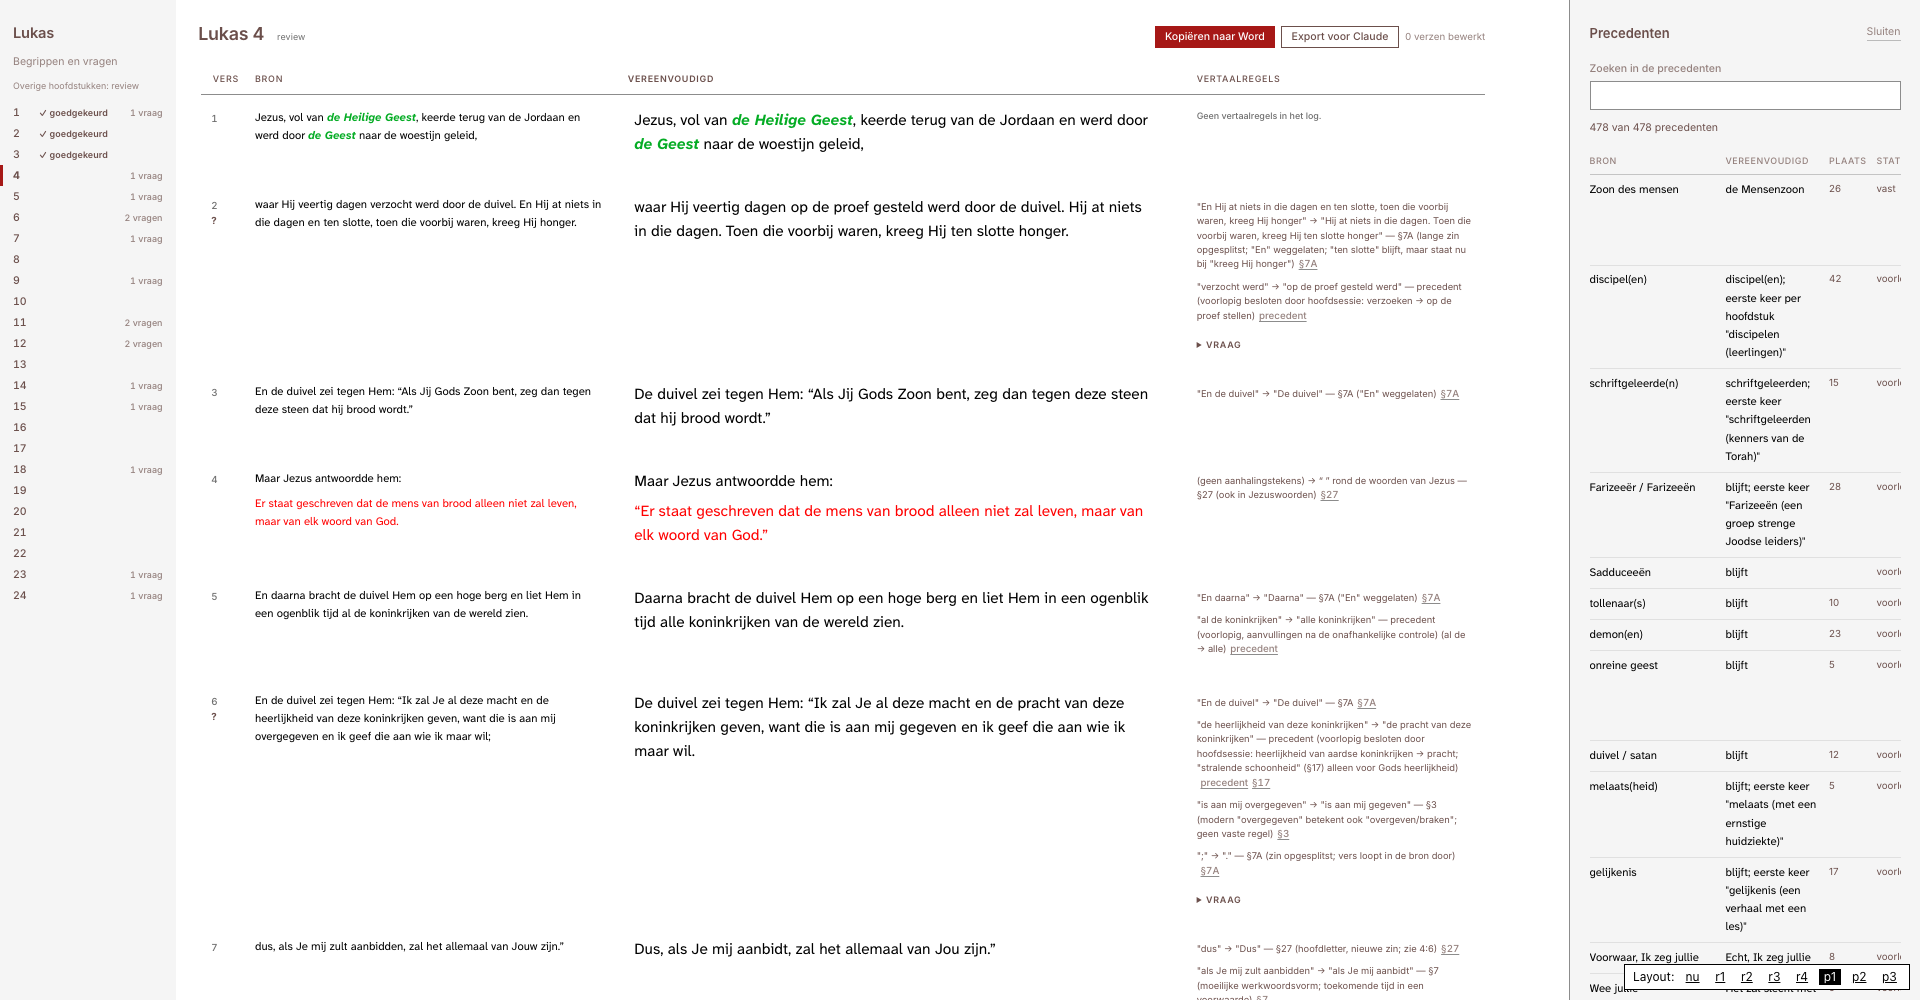 Lukas
Begrippen en vragen
Overige hoofdstukken: review
1 ✓ goedgekeurd 1 vraag
2 ✓ goedgekeurd
3 ✓ goedgekeurd
4 1 vraag
5 1 vraag
6 2 vragen
7 1 vraag
8
9 1 vraag
10
11 2 vragen
12 2 vragen
13
14 1 vraag
15 1 vraag
16
17
18 1 vraag
19
20
21
22
23 1 vraag
24 1 vraag
Lukas 4 review
Kopiëren naar Word Export voor Claude 0 verzen bewerkt
VERS BRON VEREENVOUDIGD VERTAALREGELS
1
Jezus, vol van de Heilige Geest, keerde terug van de Jordaan en
werd door de Geest naar de woestijn geleid,
Jezus, vol van de Heilige Geest, keerde terug van de Jordaan en werd door
de Geest naar de woestijn geleid,
Geen vertaalregels in het log.
2
?
waar Hij veertig dagen verzocht werd door de duivel. En Hij at niets in
die dagen en ten slotte, toen die voorbij waren, kreeg Hij honger.
waar Hij veertig dagen op de proef gesteld werd door de duivel. Hij at niets
in die dagen. Toen die voorbij waren, kreeg Hij ten slotte honger.
"En Hij at niets in die dagen en ten slotte, toen die voorbij
waren, kreeg Hij honger" → "Hij at niets in die dagen. Toen die
voorbij waren, kreeg Hij ten slotte honger" — §7A (lange zin
opgesplitst; "En" weggelaten; "ten slotte" blijft, maar staat nu
bij "kreeg Hij honger") §7A
"verzocht werd" → "op de proef gesteld werd" — precedent
(voorlopig besloten door hoofdsessie: verzoeken → op de
proef stellen) precedent
▸ VRAAG
3
En de duivel zei tegen Hem: “Als Jij Gods Zoon bent, zeg dan tegen
deze steen dat hij brood wordt.”
De duivel zei tegen Hem: “Als Jij Gods Zoon bent, zeg dan tegen deze steen
dat hij brood wordt.”
"En de duivel" → "De duivel" — §7A ("En" weggelaten) §7A
4
Maar Jezus antwoordde hem:
Er staat geschreven dat de mens van brood alleen niet zal leven,
maar van elk woord van God.
Maar Jezus antwoordde hem:
“Er staat geschreven dat de mens van brood alleen niet zal leven, maar van
elk woord van God.”
(geen aanhalingstekens) → “ ” rond de woorden van Jezus —
§27 (ook in Jezuswoorden) §27
5
En daarna bracht de duivel Hem op een hoge berg en liet Hem in
een ogenblik tijd al de koninkrijken van de wereld zien.
Daarna bracht de duivel Hem op een hoge berg en liet Hem in een ogenblik
tijd alle koninkrijken van de wereld zien.
"En daarna" → "Daarna" — §7A ("En" weggelaten) §7A
"al de koninkrijken" → "alle koninkrijken" — precedent
(voorlopig, aanvullingen na de onafhankelijke controle) (al de
→ alle) precedent
6
?
En de duivel zei tegen Hem: “Ik zal Je al deze macht en de
heerlijkheid van deze koninkrijken geven, want die is aan mij
overgegeven en ik geef die aan wie ik maar wil;
De duivel zei tegen Hem: “Ik zal Je al deze macht en de pracht van deze
koninkrijken geven, want die is aan mij gegeven en ik geef die aan wie ik
maar wil.
"En de duivel" → "De duivel" — §7A §7A
"de heerlijkheid van deze koninkrijken" → "de pracht van deze
koninkrijken" — precedent (voorlopig besloten door
hoofdsessie: heerlijkheid van aardse koninkrijken → pracht;
"stralende schoonheid" (§17) alleen voor Gods heerlijkheid)
precedent §17
"is aan mij overgegeven" → "is aan mij gegeven" — §3
(modern "overgegeven" betekent ook "overgeven/braken";
geen vaste regel) §3
";" → "." — §7A (zin opgesplitst; vers loopt in de bron door)
§7A
▸ VRAAG
7
dus, als Je mij zult aanbidden, zal het allemaal van Jouw zijn.”
Dus, als Je mij aanbidt, zal het allemaal van Jou zijn.”
"dus" → "Dus" — §27 (hoofdletter, nieuwe zin; zie 4:6) §27
"als Je mij zult aanbidden" → "als Je mij aanbidt" — §7
(moeilijke werkwoordsvorm; toekomende tijd in een
voorwaarde) §7
Precedenten Sluiten
Zoeken in de precedenten
478 van 478 precedenten
BRON VEREENVOUDIGD PLAATS STAT
Zoon des mensen de Mensenzoon 26 vast
discipel(en) discipel(en); 42 voorl
eerste keer per
hoofdstuk
"discipelen
(leerlingen)"
schriftgeleerde(n) schriftgeleerden; 15 voorl
eerste keer
"schriftgeleerden
(kenners van de
Torah)"
Farizeeër / Farizeeën blijft; eerste keer 28 voorl
"Farizeeën (een
groep strenge
Joodse leiders)"
Sadduceeën blijft voorl
tollenaar(s) blijft 10 voorl
demon(en) blijft 23 voorl
onreine geest blijft 5 voorl
duivel / satan blijft 12 voorl
melaats(heid) blijft; eerste keer 5 voorl
"melaats (met een
ernstige
huidziekte)"
gelijkenis blijft; eerste keer 17 voorl
"gelijkenis (een
verhaal met een
les)"
Voorwaar, Ik zeg jullie Echt, Ik zeg jullie 8 voorl
Wee jullie
Layout: nu r1 r2 r3 r4 p1 p2 p3